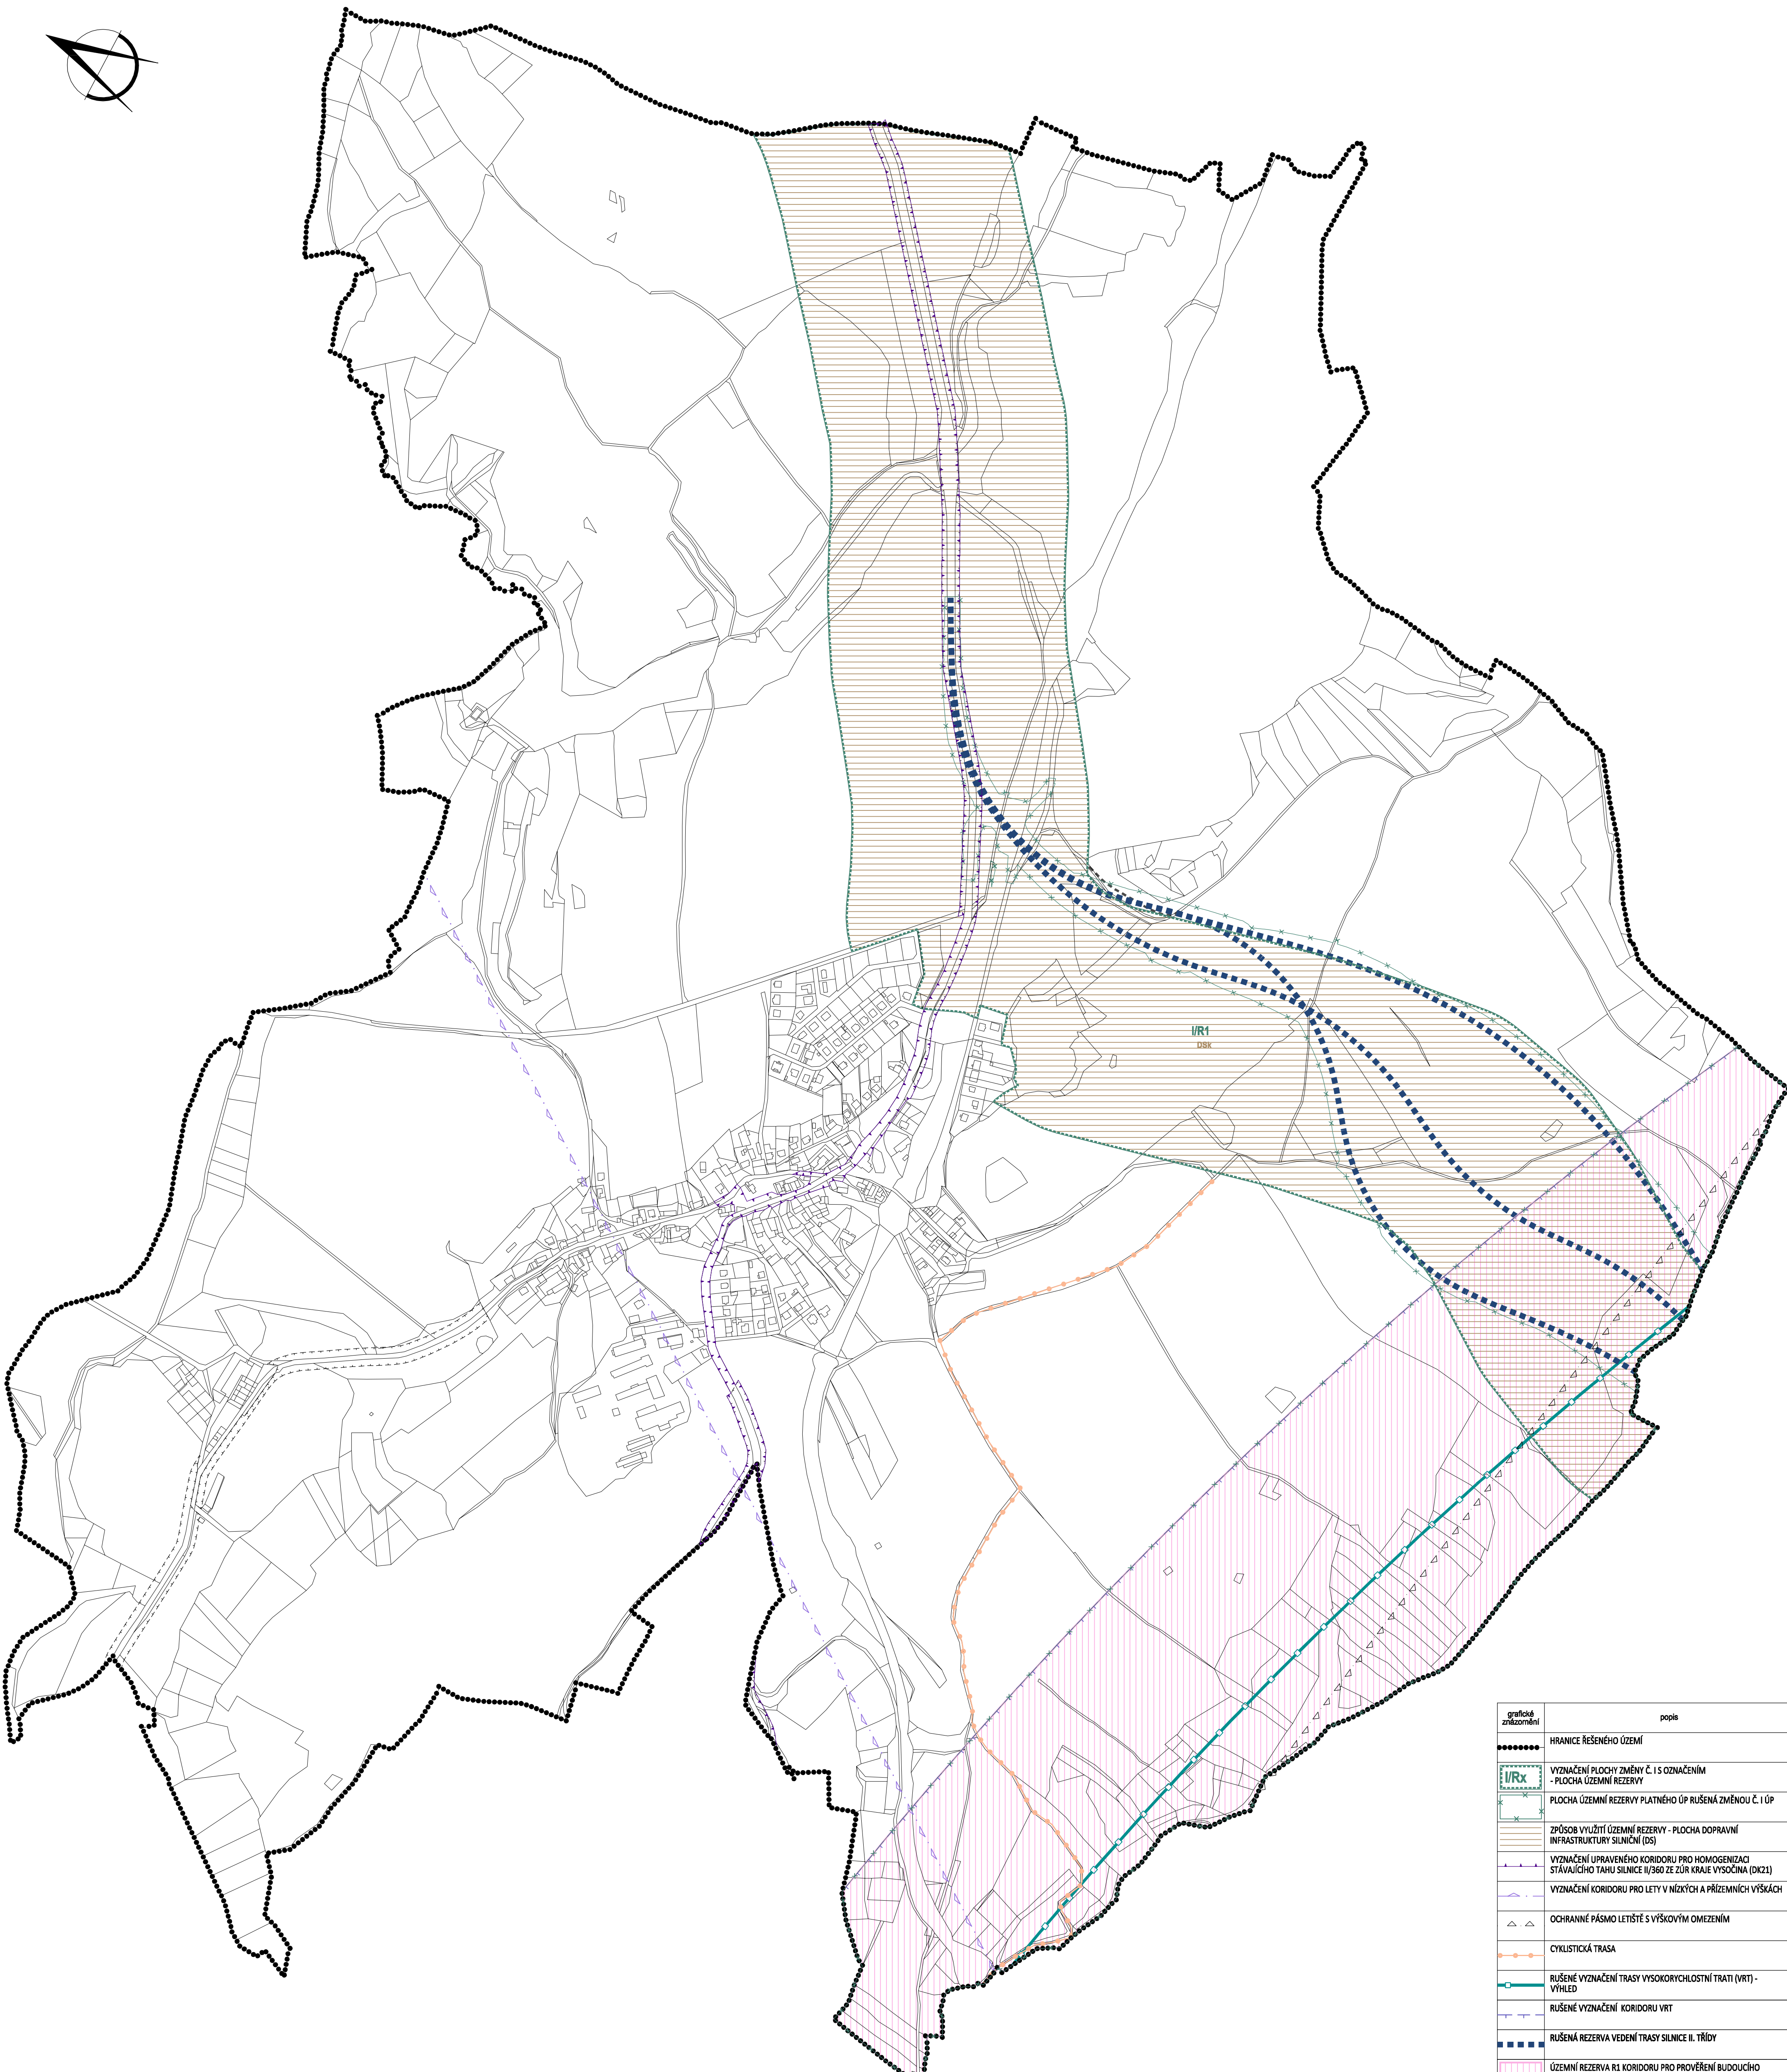 I/R1
DSk
grafické
znázornění
popis
HRANICE ŘEŠENÉHO ÚZEMÍ
I/Rx
VYZNAČENÍ PLOCHY ZMĚNY Č. I S OZNAČENÍM
- PLOCHA ÚZEMNÍ REZERVY
PLOCHA ÚZEMNÍ REZERVY PLATNÉHO ÚP RUŠENÁ ZMĚNOU Č. I ÚP
ZPŮSOB VYUŽITÍ ÚZEMNÍ REZERVY - PLOCHA DOPRAVNÍ
INFRASTRUKTURY SILNIČNÍ (DS)
VYZNAČENÍ UPRAVENÉHO KORIDORU PRO HOMOGENIZACI
STÁVAJÍCÍHO TAHU SILNICE II/360 ZE ZÚR KRAJE VYSOČINA (DK21)
VYZNAČENÍ KORIDORU PRO LETY V NÍZKÝCH A PŘÍZEMNÍCH VÝŠKÁCH
OCHRANNÉ PÁSMO LETIŠTĚ S VÝŠKOVÝM OMEZENÍM
CYKLISTICKÁ TRASA
RUŠENÉ VYZNAČENÍ TRASY VYSOKORYCHLOSTNÍ TRATI (VRT) -
VÝHLED
RUŠENÉ VYZNAČENÍ KORIDORU VRT
RUŠENÁ REZERVA VEDENÍ TRASY SILNICE II. TŘÍDY
ÚZEMNÍ REZERVA R1 KORIDORU PRO PROVĚŘENÍ BUDOUCÍHO